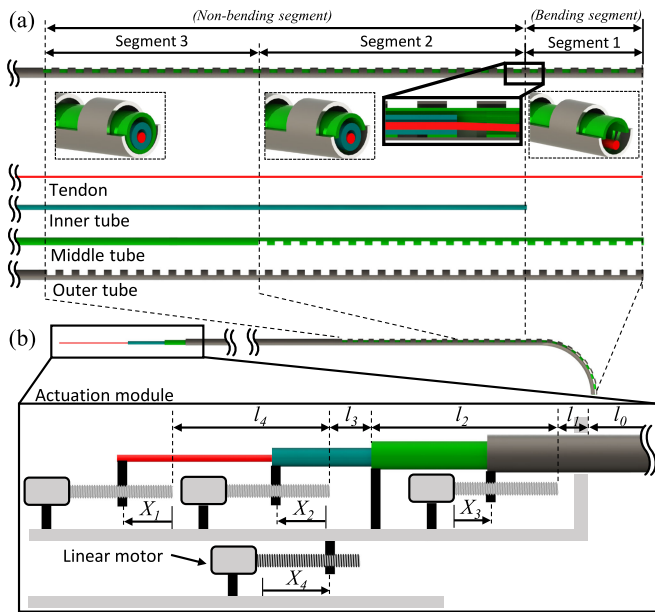 (a)
(Non-bending segment)
(Bending segment)
Segment 3
Segment 2
Segment 1
Tendon
Inner tube
Middle tube
Outer tube
(b)
Actuation module
l4
l3
l2
l1
l0
X1
X2
X3
Linear motor
X4